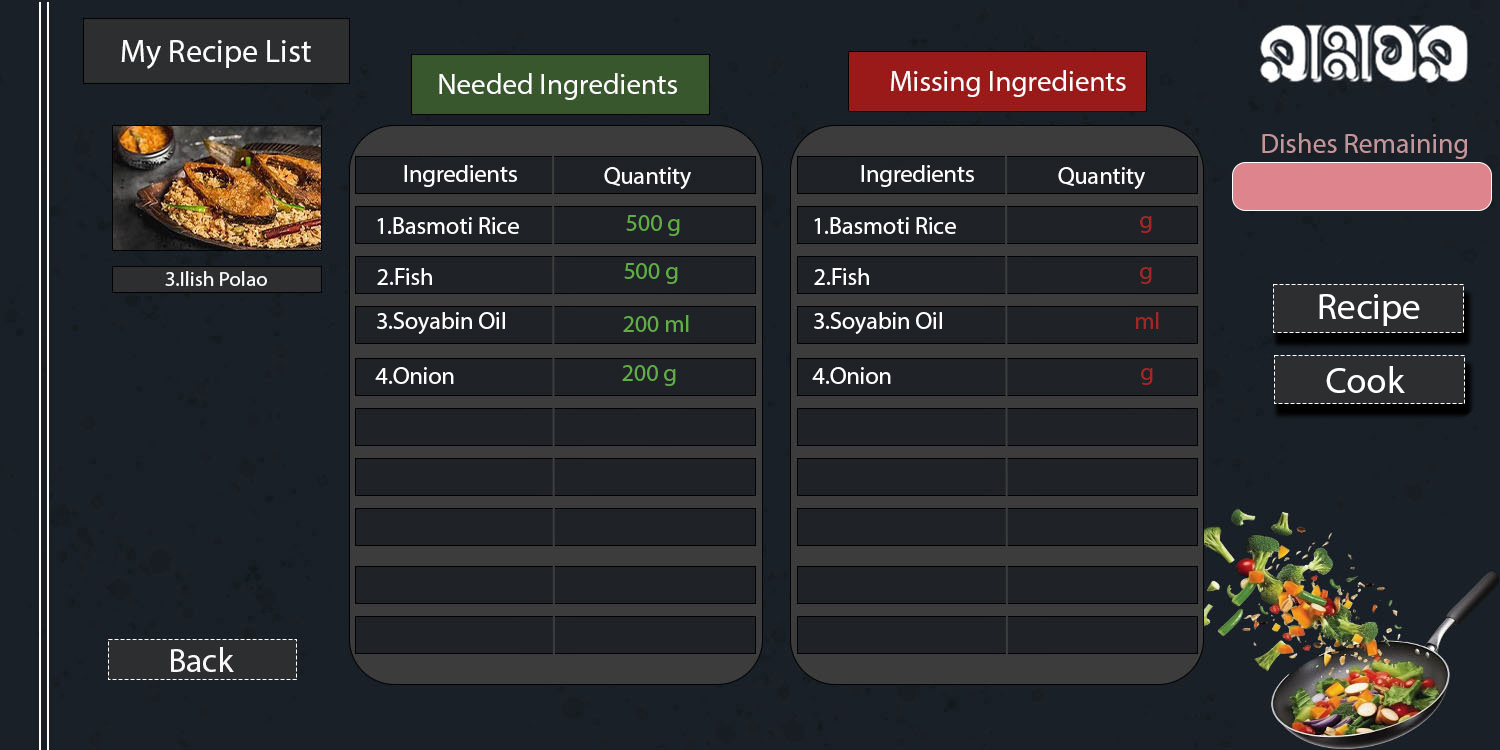 My Recipe List
Needed Ingredients
Missing Ingredients
রান্নাঘর
Dishes Remaining
Ingredients Quantity
1.Basmoti Rice 500 g
2.Fish 500 g
3.Soyabin Oil 200 ml
4.Onion 200 g
Ingredients Quantity
1.Basmoti Rice g
2.Fish g
3.Soyabin Oil ml
4.Onion g
3.Ilish Polao
Recipe
Cook
Back